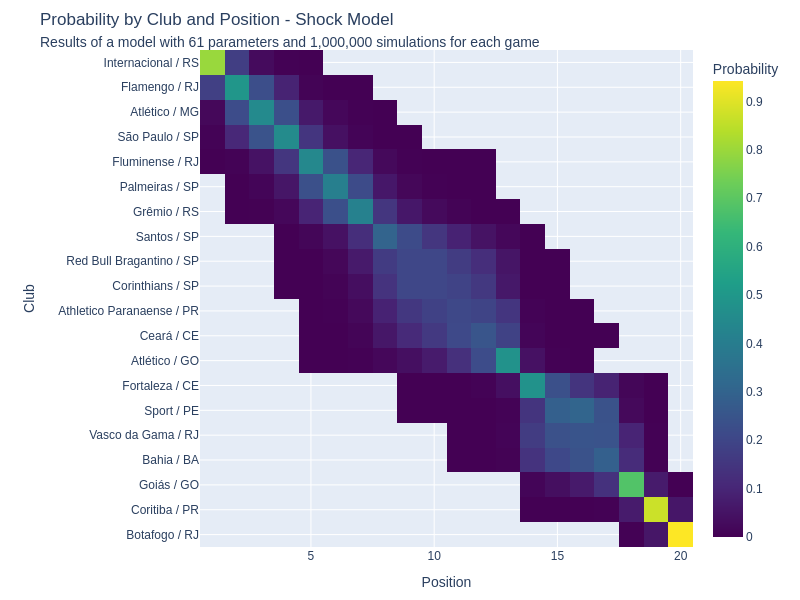 Probability by Club and Position - Shock Model
Results of a model with 61 parameters and 1,000,000 simulations for each game
Probability
Internacional / RS
Flamengo / RJ
Atlético / MG
São Paulo / SP
Fluminense / RJ
Palmeiras / SP
Grêmio / RS
Santos / SP
Red Bull Bragantino / SP
Corinthians / SP
Athletico Paranaense / PR
Ceará / CE
Atlético / GO
Fortaleza / CE
Sport / PE
Vasco da Gama / RJ
Bahia / BA
Goiás / GO
Coritiba / PR
Botafogo / RJ
Club
5
10
15
20
Position
0.9
0.8
0.7
0.6
0.5
0.4
0.3
0.2
0.1
0